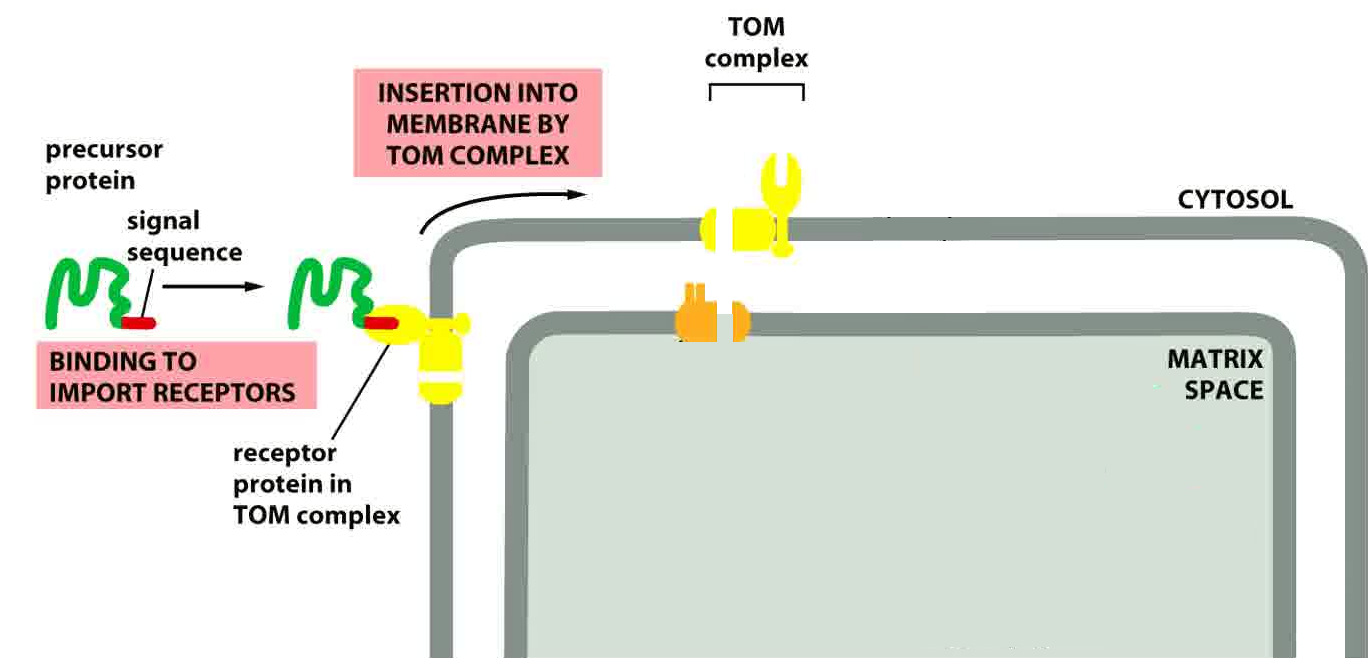 TOM
complex
INSERTION INTO
MEMBRANE BY
TOM COMPLEX
precursor
protein
signal
sequence
CYTOSOL
BINDING TO
IMPORT RECEPTORS
MATRIX
SPACE
receptor
protein in
TOM complex